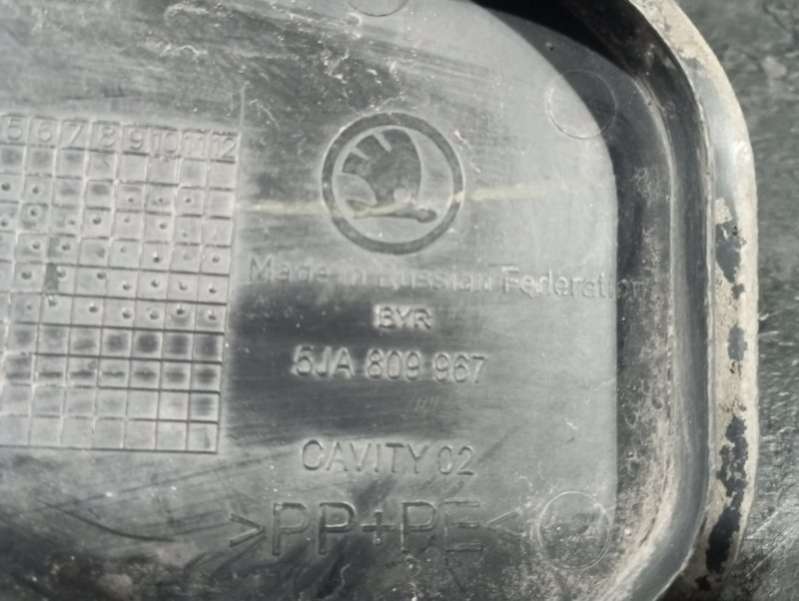 5 6 7 8 9 10 11 12
Made in Russian Federation
BYR
5JA 809 967
CAVITY 02
>PP+PE<